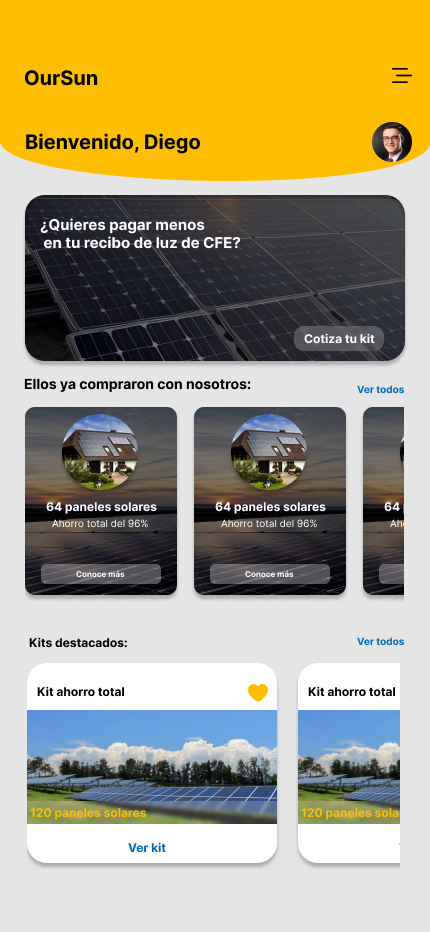 OurSun
Bienvenido, Diego
¿Quieres pagar menos
en tu recibo de luz de CFE?
Cotiza tu kit
Ellos ya compraron con nosotros:
Ver todos
64 paneles solares
Ahorro total del 96%
Conoce más
64 paneles solares
Ahorro total del 96%
Conoce más
64
Kits destacados:
Ver todos
Kit ahorro total
120 paneles solares
Ver kit
Kit ahorro total
120 paneles